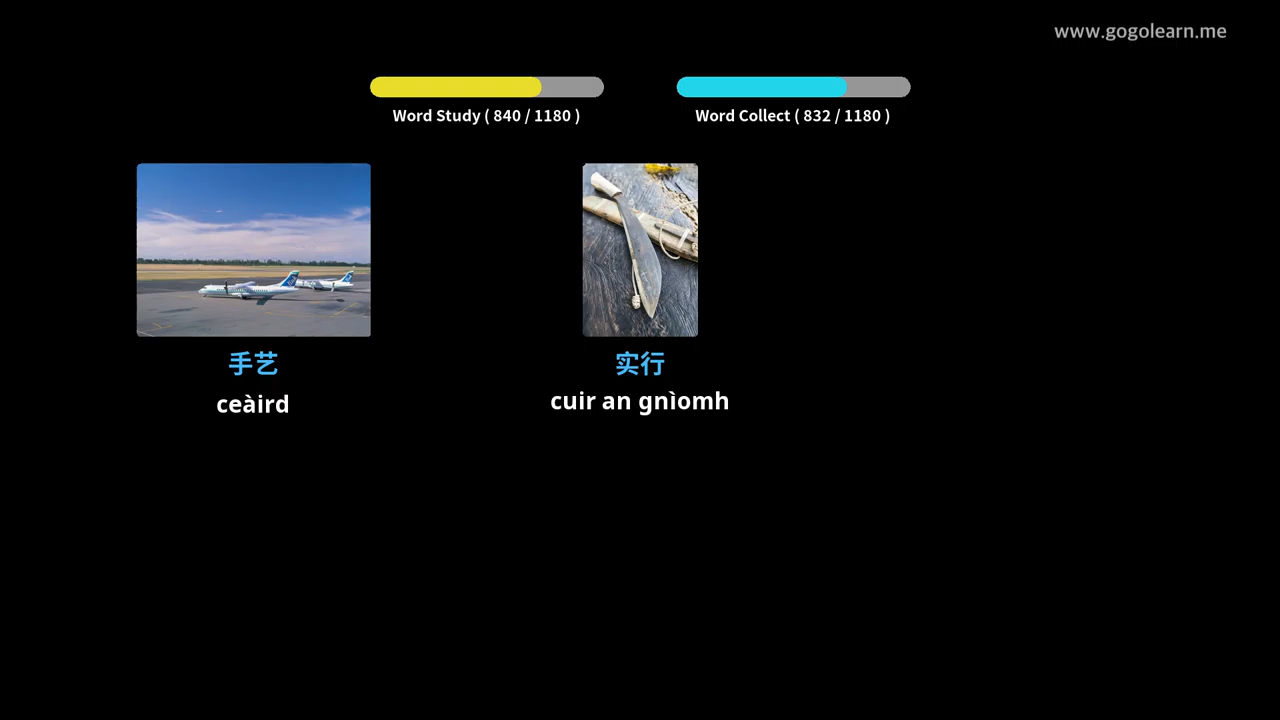 www.gogolearn.me
Word Study ( 840 / 1180 )
Word Collect ( 832 / 1180 )
手艺
ceàird
实行
cuir an gnìomh